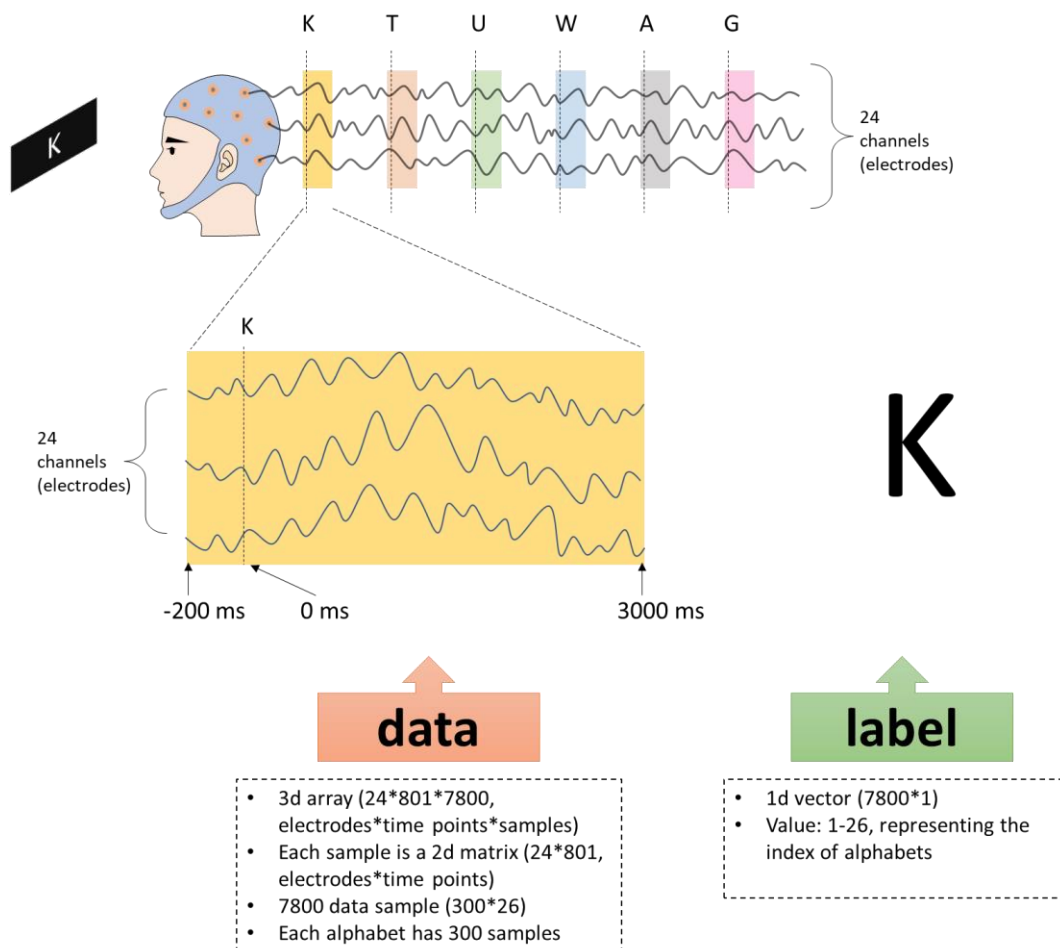 K T U W A G
K
24
channels
(electrodes)
K
24
channels
(electrodes)
K
-200 ms 0 ms 3000 ms
data
label
• 3d array (24*801*7800,
electrodes*time points*samples)
• Each sample is a 2d matrix (24*801,
electrodes*time points)
• 7800 data sample (300*26)
• Each alphabet has 300 samples
• 1d vector (7800*1)
• Value: 1-26, representing the
index of alphabets